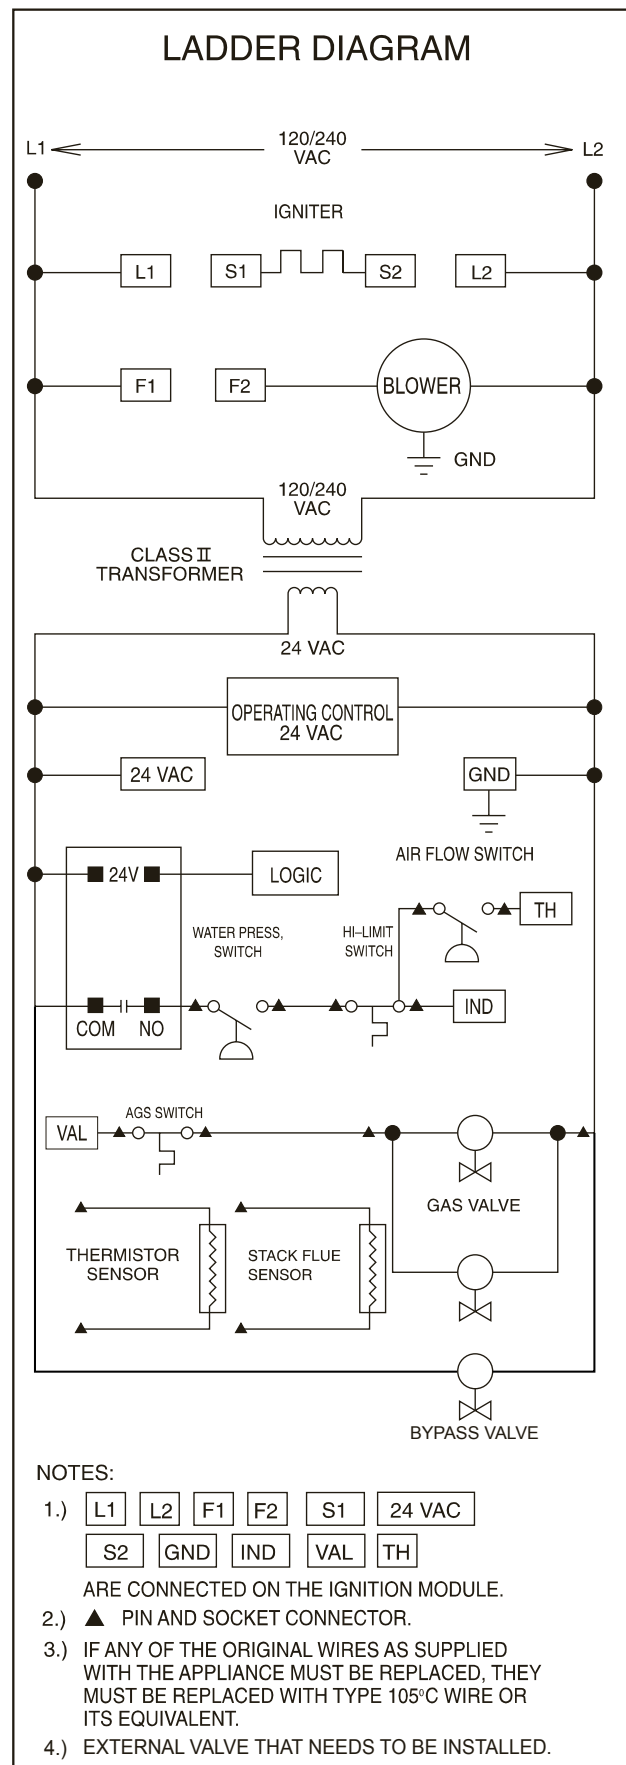 LADDER DIAGRAM
L1
120/240
VAC
L2
IGNITER
L1
S1
S2
L2
F1
F2
BLOWER
GND
120/240
VAC
CLASS II
TRANSFORMER
24 VAC
OPERATING CONTROL
24 VAC
24 VAC
GND
AIR FLOW SWITCH
24V
LOGIC
TH
WATER PRESS,
SWITCH
HI–LIMIT
SWITCH
IND
COM
NO
AGS SWITCH
VAL
GAS VALVE
THERMISTOR
SENSOR
STACK FLUE
SENSOR
BYPASS VALVE
NOTES:
1.) L1 L2 F1 F2 S1 24 VAC
S2 GND IND VAL TH
ARE CONNECTED ON THE IGNITION MODULE.
2.) ▲ PIN AND SOCKET CONNECTOR.
3.) IF ANY OF THE ORIGINAL WIRES AS SUPPLIED
WITH THE APPLIANCE MUST BE REPLACED, THEY
MUST BE REPLACED WITH TYPE 105ºC WIRE OR
ITS EQUIVALENT.
4.) EXTERNAL VALVE THAT NEEDS TO BE INSTALLED.